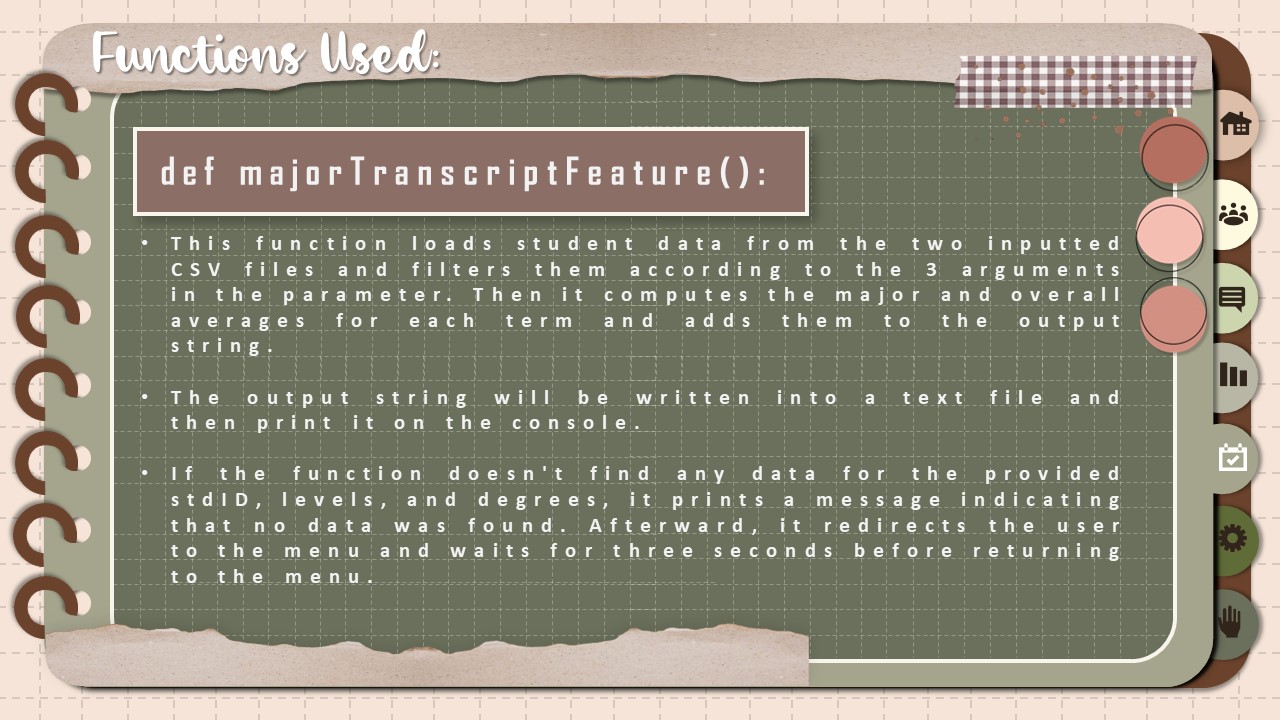 Functions Used:
def majorTranscriptFeature():
• This function loads student data from the two inputted
CSV files and filters them according to the 3 arguments
in the parameter. Then it computes the major and overall
averages for each term and adds them to the output
string.
• The output string will be written into a text file and
then print it on the console.
• If the function doesn't find any data for the provided
stdID, levels, and degrees, it prints a message indicating
that no data was found. Afterward, it redirects the user
to the menu and waits for three seconds before returning
to the menu.